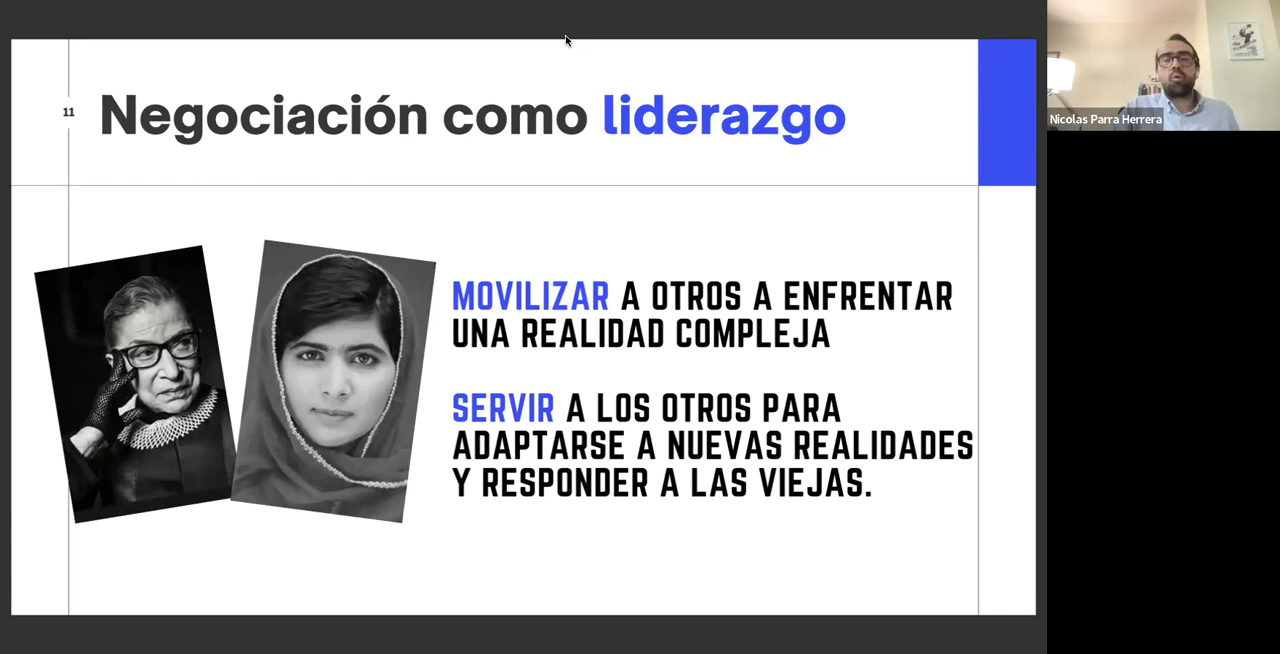 11
Negociación como liderazgo
MOVILIZAR A OTROS A ENFRENTAR
UNA REALIDAD COMPLEJA
SERVIR A LOS OTROS PARA
ADAPTARSE A NUEVAS REALIDADES
Y RESPONDER A LAS VIEJAS.
Nicolas Parra Herrera